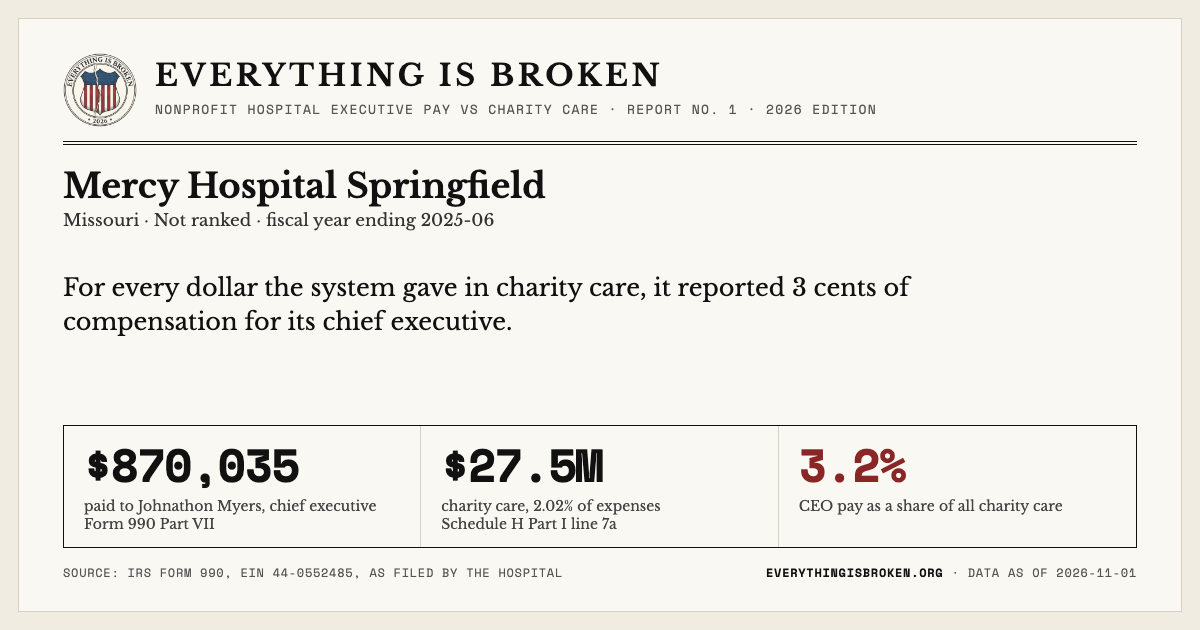 EVERYTHING IS BROKEN
2026
EVERYTHING IS BROKEN
NONPROFIT HOSPITAL EXECUTIVE PAY VS CHARITY CARE · REPORT NO. 1 · 2026 EDITION
Mercy Hospital Springfield
Missouri · Not ranked · fiscal year ending 2025-06
For every dollar the system gave in charity care, it reported 3 cents of
compensation for its chief executive.
$870,035
paid to Johnathon Myers, chief executive
Form 990 Part VII
$27.5M
charity care, 2.02% of expenses
Schedule H Part I line 7a
3.2%
CEO pay as a share of all charity care
SOURCE: IRS FORM 990, EIN 44-0552485, AS FILED BY THE HOSPITAL
EVERYTHINGISBROKEN.ORG · DATA AS OF 2026-11-01